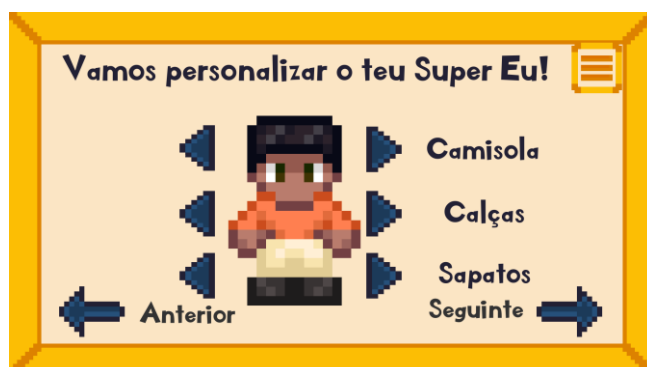 Vamos personalizar o teu Super Eu!
Camisola
Calças
Sapatos
Anterior
Seguinte